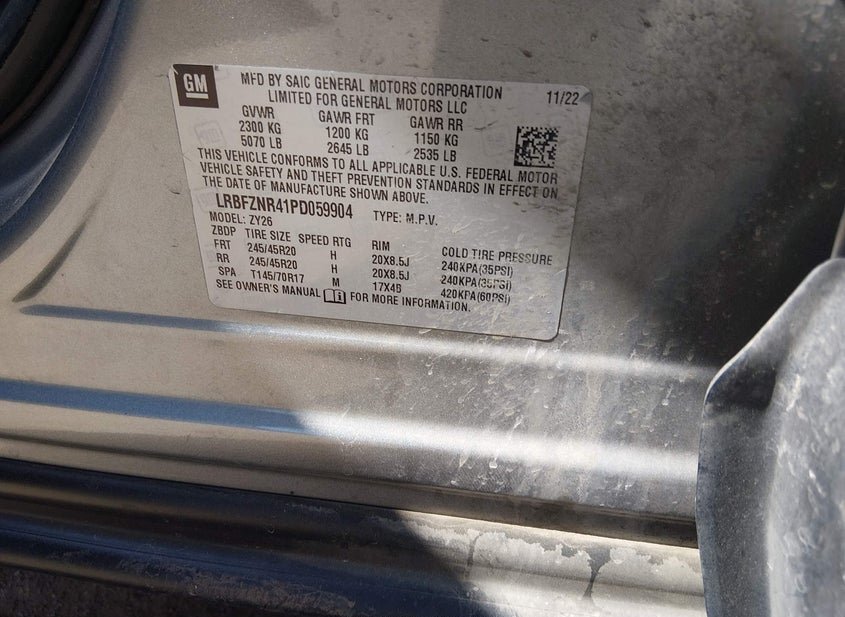 GM
MFD BY SAIC GENERAL MOTORS CORPORATION
LIMITED FOR GENERAL MOTORS LLC
11/22
GVWR GAWR FRT GAWR RR
2300 KG 1200 KG 1150 KG
5070 LB 2645 LB 2535 LB
THIS VEHICLE CONFORMS TO ALL APPLICABLE U.S. FEDERAL MOTOR
VEHICLE SAFETY AND THEFT PREVENTION STANDARDS IN EFFECT ON
THE DATE OF MANUFACTURE SHOWN ABOVE.
LRBFZNR41PD059904 TYPE: M.P.V.
MODEL: ZY26
ZBDP TIRE SIZE SPEED RTG RIM COLD TIRE PRESSURE
FRT 245/45R20 H 20X8.5J 240KPA(35PSI)
RR 245/45R20 H 20X8.5J 240KPA(35PSI)
SPA T145/70R17 M 17X4B 420KPA(60PSI)
SEE OWNER'S MANUAL FOR MORE INFORMATION.